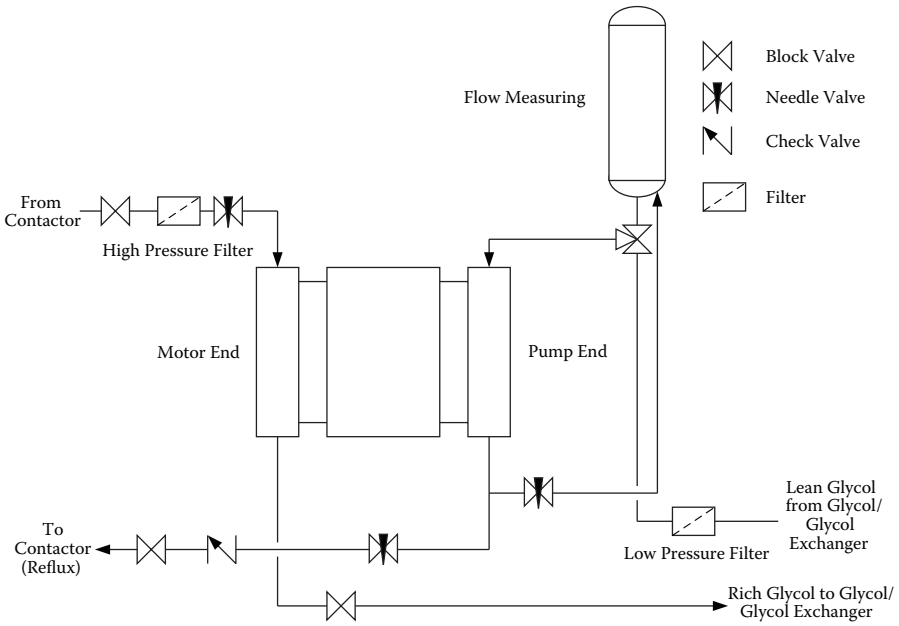 Flow Measuring
Block Valve
Needle Valve
Check Valve
Filter
From
Contactor
High Pressure Filter
Motor End
Pump End
To
Contactor
(Reflux)
Lean Glycol
from Glycol/
Glycol
Exchanger
Low Pressure Filter
Rich Glycol to Glycol/
Glycol Exchanger